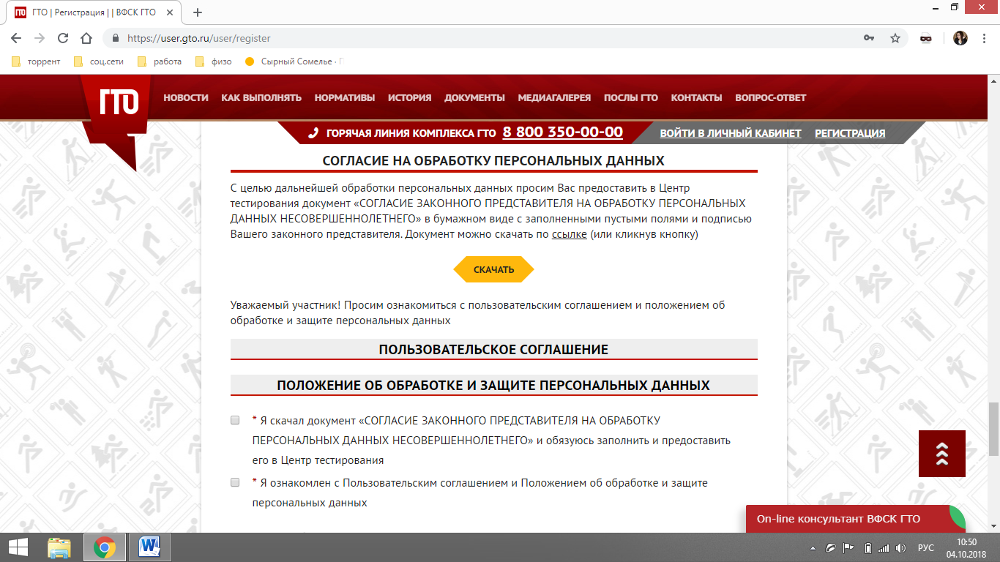 ГТО | Регистрация | | ВФСК ГТО
https://user.gto.ru/user/register
торрент соц.сети работа физо Сырный Сомелье ·
ГТО
НОВОСТИ КАК ВЫПОЛНЯТЬ НОРМАТИВЫ ИСТОРИЯ ДОКУМЕНТЫ МЕДИАГАЛЕРЕЯ ПОСЛЫ ГТО КОНТАКТЫ ВОПРОС-ОТВЕТ
ГОРЯЧАЯ ЛИНИЯ КОМПЛЕКСА ГТО 8 800 350-00-00 ВОЙТИ В ЛИЧНЫЙ КАБИНЕТ РЕГИСТРАЦИЯ
СОГЛАСИЕ НА ОБРАБОТКУ ПЕРСОНАЛЬНЫХ ДАННЫХ
С целью дальнейшей обработки персональных данных просим Вас предоставить в Центр
тестирования документ «СОГЛАСИЕ ЗАКОННОГО ПРЕДСТАВИТЕЛЯ НА ОБРАБОТКУ ПЕРСОНАЛЬНЫХ
ДАННЫХ НЕСОВЕРШЕННОЛЕТНЕГО» в бумажном виде с заполненными пустыми полями и подписью
Вашего законного представителя. Документ можно скачать по ссылке (или кликнув кнопку)
СКАЧАТЬ
Уважаемый участник! Просим ознакомиться с пользовательским соглашением и положением об
обработке и защите персональных данных
ПОЛЬЗОВАТЕЛЬСКОЕ СОГЛАШЕНИЕ
ПОЛОЖЕНИЕ ОБ ОБРАБОТКЕ И ЗАЩИТЕ ПЕРСОНАЛЬНЫХ ДАННЫХ
* Я скачал документ «СОГЛАСИЕ ЗАКОННОГО ПРЕДСТАВИТЕЛЯ НА ОБРАБОТКУ
ПЕРСОНАЛЬНЫХ ДАННЫХ НЕСОВЕРШЕННОЛЕТНЕГО» и обязуюсь заполнить и предоставить
его в Центр тестирования
* Я ознакомлен с Пользовательским соглашением и Положением об обработке и защите
персональных данных
On-line консультант ВФСК ГТО
РУС
10:50
04.10.2018